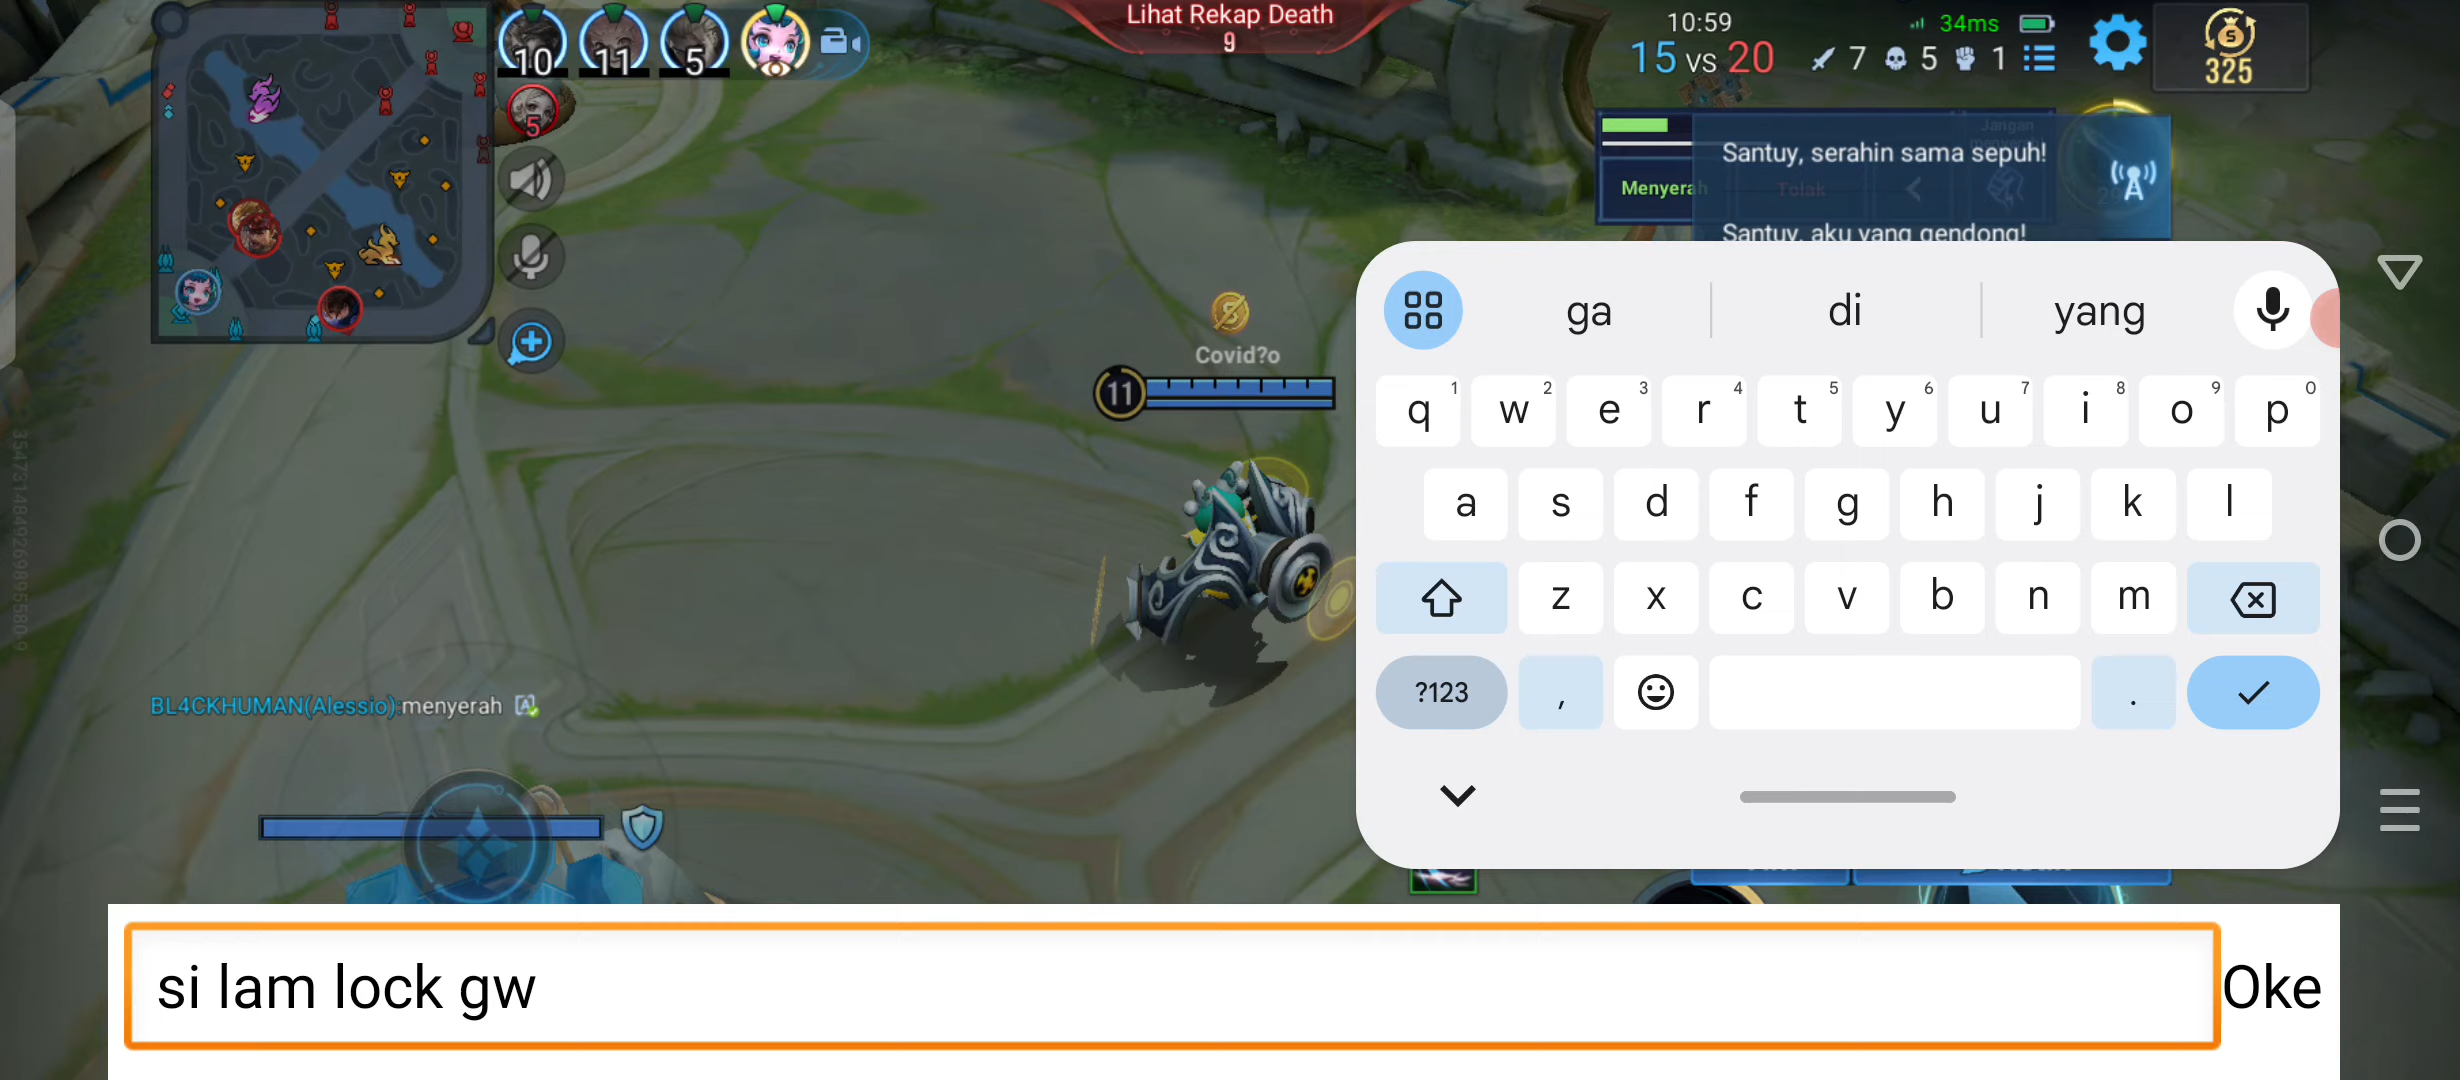 Lihat Rekap Death
9
10
11
5
5
10:59
34ms
15 vs 20
7
5
1
325
Jangan
Santuy, serahin sama sepuh!
Menyerah
Tolak
Santuy, aku yang gendong!
Covid?o
11
BL4CKHUMAN(Alessio):menyerah
ga
di
yang
q 1 w 2 e 3 r 4 t 5 y 6 u 7 i 8 o 9 p 0
a s d f g h j k l
z x c v b n m
?123 , .
si lam lock gw
Oke